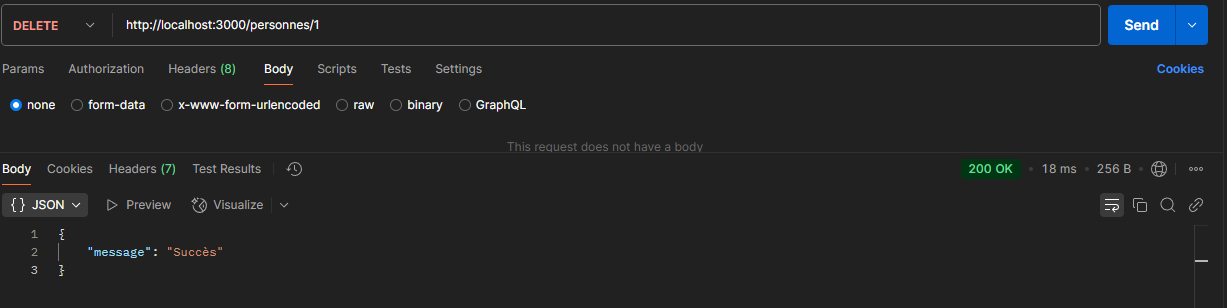 DELETE http://localhost:3000/personnes/1 Send
Params Authorization Headers (8) Body Scripts Tests Settings Cookies
none form-data x-www-form-urlencoded raw binary GraphQL
This request does not have a body
Body Cookies Headers (7) Test Results 200 OK • 18 ms • 256 B •
{} JSON Preview Visualize
1 {
2 "message": "Succès"
3 }